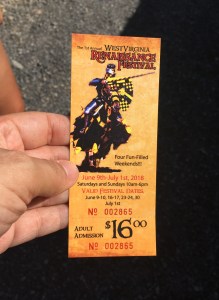 The 1st Annual WEST VIRGINIA
RENAISSANCE
FESTIVAL
Four Fun-Filled
Weekends!!
June 9th-July 1st, 2018
Saturdays and Sundays 10am-6pm
VALID FESTIVAL DATES
June 9-10, 16-17, 23-24, 30
July 1st
Nº 002865
ADULT
ADMISSION $16.00
Nº 002865